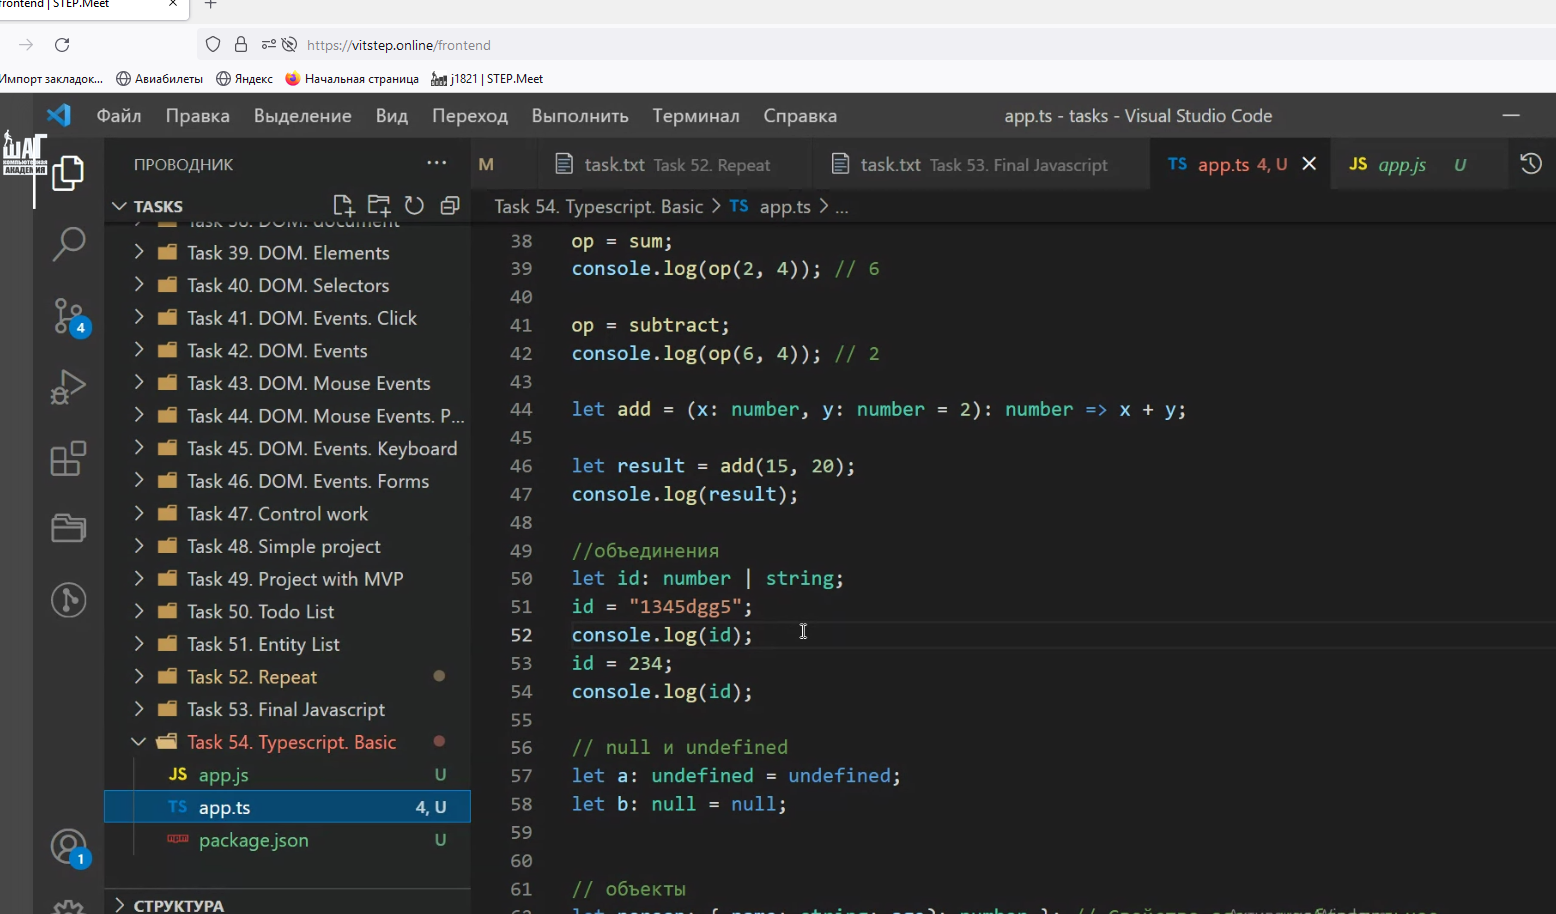 frontend | STEP.Meet
https://vitstep.online/frontend
Импорт закладок...
Авиабилеты
Яндекс
Начальная страница
j1821 | STEP.Meet
Файл Правка Выделение Вид Переход Выполнить Терминал Справка
app.ts - tasks - Visual Studio Code
ШАГ
КОМПЬЮТЕРНАЯ
АКАДЕМИЯ
ПРОВОДНИК ...
M
task.txt Task 52. Repeat
task.txt Task 53. Final Javascript
TS app.ts 4, U
JS app.js U
TASKS
Task 54. Typescript. Basic > TS app.ts > ...
Task 38. DOM. document
Task 39. DOM. Elements
Task 40. DOM. Selectors
Task 41. DOM. Events. Click
Task 42. DOM. Events
Task 43. DOM. Mouse Events
Task 44. DOM. Mouse Events. P...
Task 45. DOM. Events. Keyboard
Task 46. DOM. Events. Forms
Task 47. Control work
Task 48. Simple project
Task 49. Project with MVP
Task 50. Todo List
Task 51. Entity List
Task 52. Repeat
Task 53. Final Javascript
Task 54. Typescript. Basic
JS app.js U
TS app.ts 4, U
npm package.json U
СТРУКТУРА
4
1
38 op = sum;
39 console.log(op(2, 4)); // 6
40
41 op = subtract;
42 console.log(op(6, 4)); // 2
43
44 let add = (x: number, y: number = 2): number => x + y;
45
46 let result = add(15, 20);
47 console.log(result);
48
49 //объединения
50 let id: number | string;
51 id = "1345dgg5";
52 console.log(id);
53 id = 234;
54 console.log(id);
55
56 // null и undefined
57 let a: undefined = undefined;
58 let b: null = null;
59
60
61 // объекты